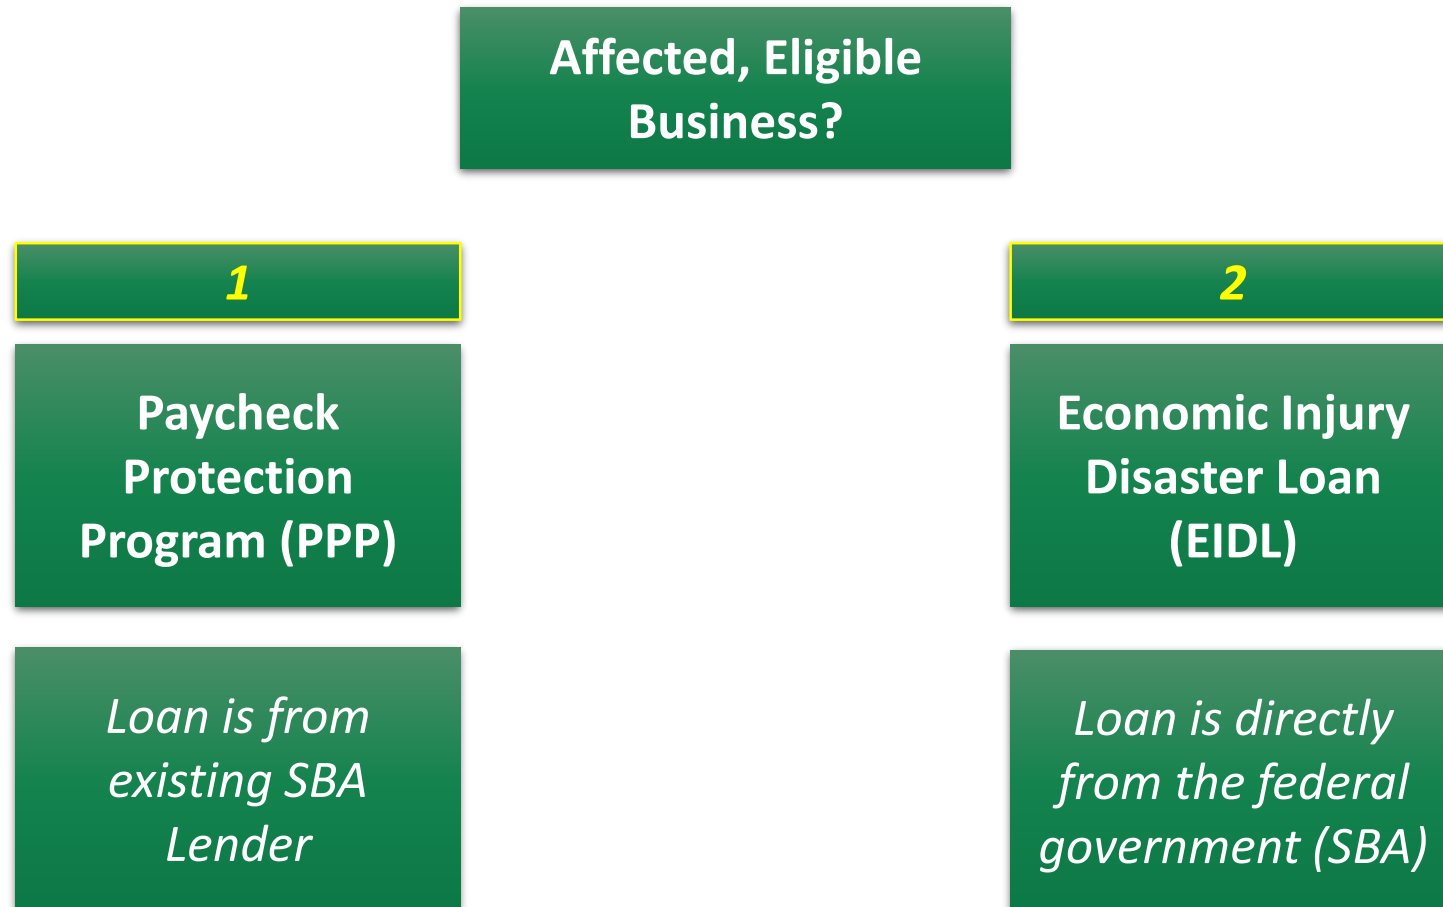 Affected, Eligible
Business?
1
Paycheck
Protection
Program (PPP)
Loan is from
existing SBA
Lender
2
Economic Injury
Disaster Loan
(EIDL)
Loan is directly
from the federal
government (SBA)